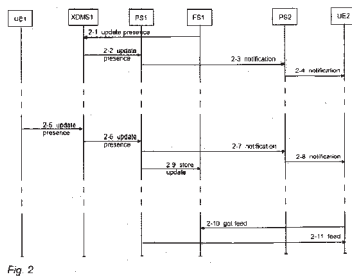 UE1 XDMS1 PS1 FS1 PS2 UE2
2-1 update presence
2-2 update
presence
2-3 notification
2-4 notification
2-5 update
presence
2-6 update
presence
2-7 notification
2-8 notification
2-9 store
update
2-10 get feed
2-11 feed
Fig. 2